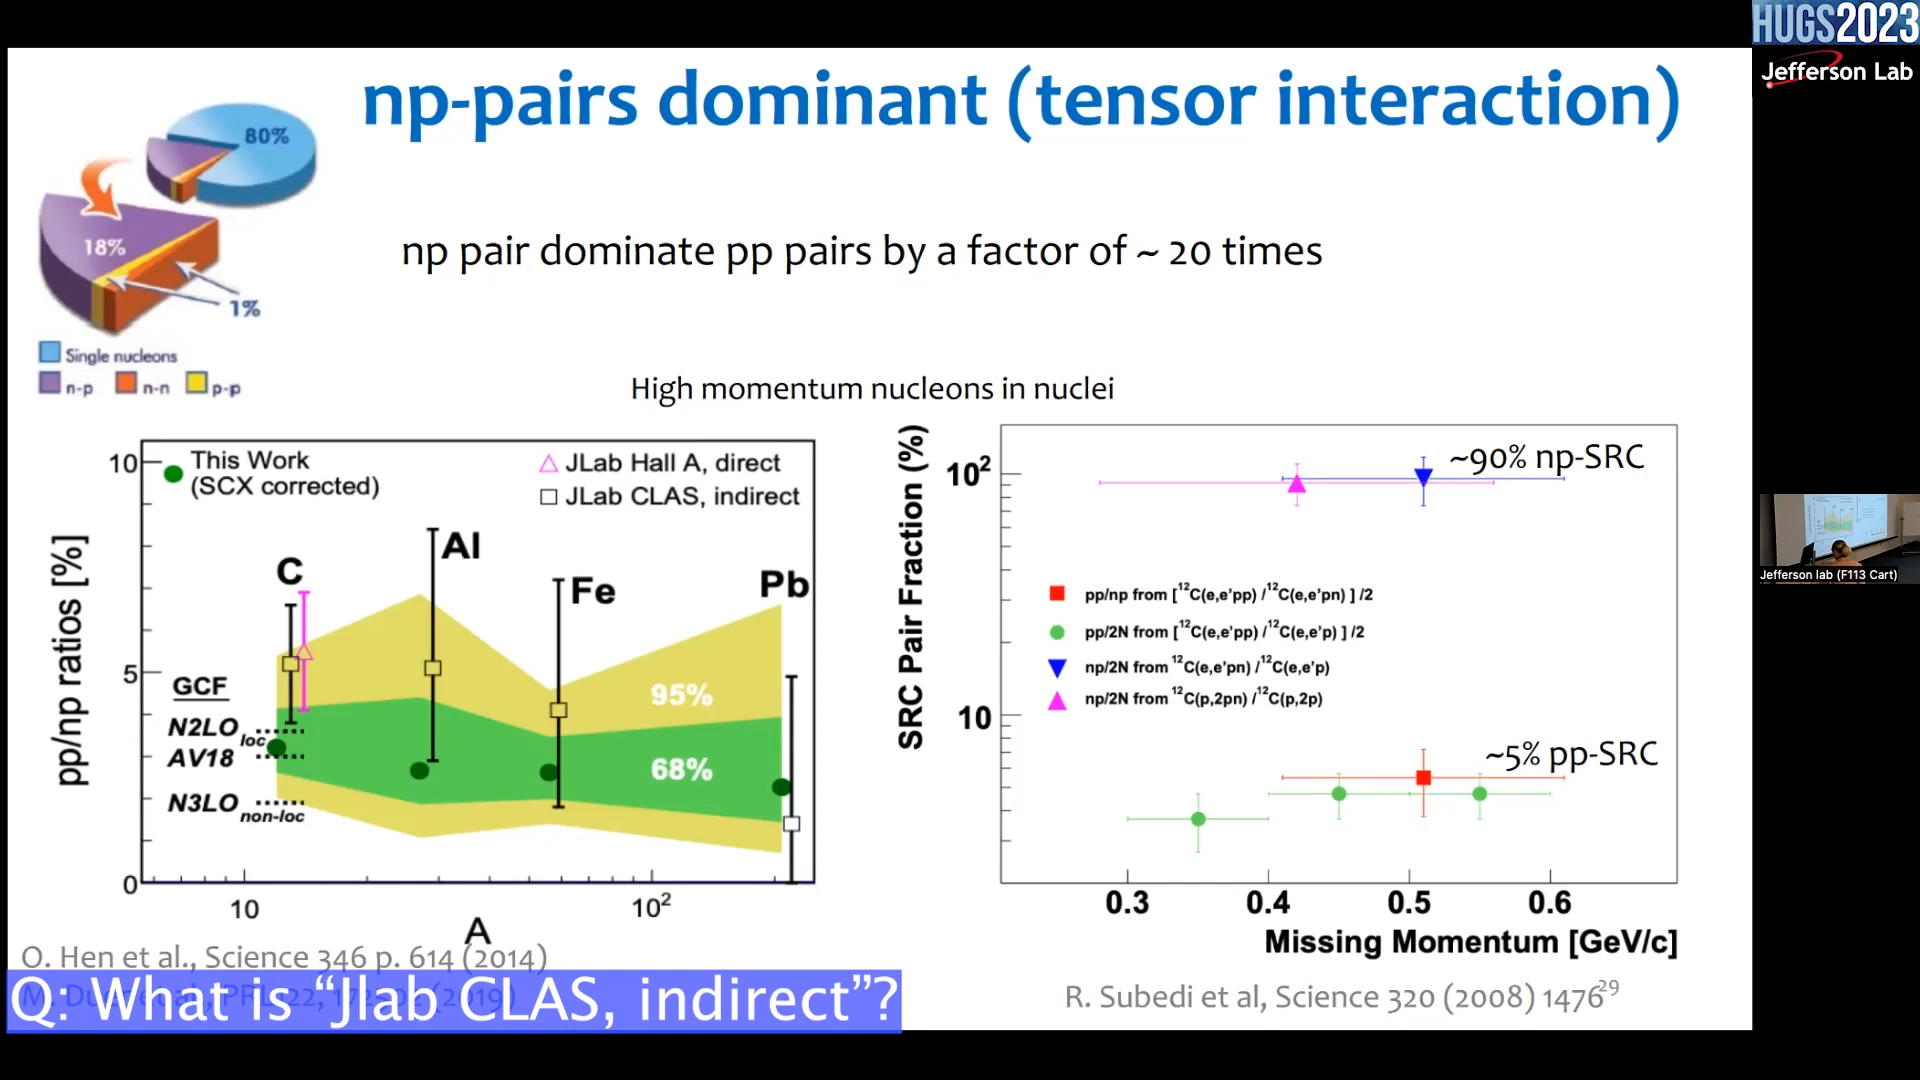 HUGS2023
Jefferson Lab
np-pairs dominant (tensor interaction)
80%
18%
1%
Single nucleons
n-p n-n p-p
np pair dominate pp pairs by a factor of ~ 20 times
High momentum nucleons in nuclei
pp/np ratios [%]
10
5
0
This Work
(SCX corrected)
JLab Hall A, direct
JLab CLAS, indirect
C
Al
Fe
Pb
95%
68%
GCF
N2LO loc
AV18
N3LO non-loc
10
10²
A
O. Hen et al., Science 346 p. 614 (2014)
Q: What is “Jlab CLAS, indirect”?
SRC Pair Fraction (%)
10²
10
~90% np-SRC
pp/np from [¹²C(e,e'pp) /¹²C(e,e'pn) ] /2
pp/2N from [¹²C(e,e'pp) /¹²C(e,e'p) ] /2
np/2N from ¹²C(e,e'pn) /¹²C(e,e'p)
np/2N from ¹²C(p,2pn) /¹²C(p,2p)
~5% pp-SRC
0.3 0.4 0.5 0.6
Missing Momentum [GeV/c]
R. Subedi et al, Science 320 (2008) 1476
29
Jefferson lab (F113 Cart)